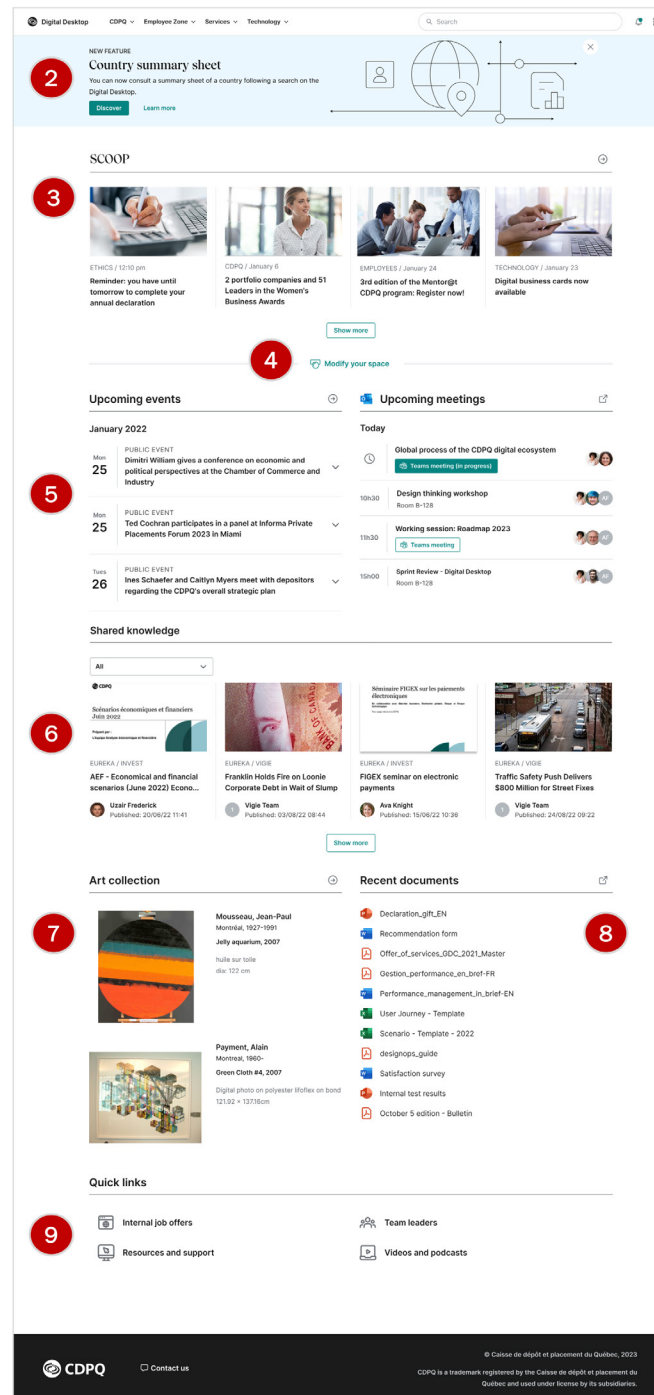 Digital Desktop
CDPQ
Employee Zone
Services
Technology
Search
2
NEW FEATURE
Country summary sheet
You can now consult a summary sheet of a country following a search on the
Digital Desktop.
Discover
Learn more
SCOOP
3
ETHICS / 12:10 pm
Reminder: you have until
tomorrow to complete your
annual declaration
CDPQ / January 6
2 portfolio companies and 51
Leaders in the Women's
Business Awards
EMPLOYEES / January 24
3rd edition of the Mentor@t
CDPQ program: Register now!
TECHNOLOGY / January 23
Digital business cards now
available
Show more
4
Modify your space
Upcoming events
January 2022
5
Mon
25
PUBLIC EVENT
Dimitri William gives a conference on economic and
political perspectives at the Chamber of Commerce and
Industry
Mon
25
PUBLIC EVENT
Ted Cochran participates in a panel at Informa Private
Placements Forum 2023 in Miami
Tues
26
PUBLIC EVENT
Ines Schaefer and Caitlyn Myers meet with depositors
regarding the CDPQ's overall strategic plan
Upcoming meetings
Today
Global process of the CDPQ digital ecosystem
Teams meeting (in progress)
10h30
Design thinking workshop
Room B-128
AF
11h30
Working session: Roadmap 2023
Teams meeting
AF
15h00
Sprint Review - Digital Desktop
Room B-128
AF
Shared knowledge
All
6
CDPQ
Scénarios économiques et financiers
Juin 2022
Préparé par :
L'équipe Analyse économique et financière
EUREKA / INVEST
AEF - Economical and financial
scenarios (June 2022) Econo...
Uzair Frederick
Published: 20/06/22 11:41
BANK OF CANAD
EUREKA / VIGIE
Franklin Holds Fire on Loonie
Corporate Debt in Wait of Slump
1
Vigie Team
Published: 03/08/22 08:44
Séminaire FIGEX sur les paiements
électroniques
EUREKA / INVEST
FIGEX seminar on electronic
payments
Ava Knight
Published: 15/06/22 10:36
EUREKA / VIGIE
Traffic Safety Push Delivers
$800 Million for Street Fixes
1
Vigie Team
Published: 24/08/22 09:22
Show more
Art collection
7
Mousseau, Jean-Paul
Montréal, 1927-1991
Jelly aquarium, 2007
huile sur toile
dia: 122 cm
Payment, Alain
Montreal, 1960-
Green Cloth #4, 2007
Digital photo on polyester lifoflex on bond
121.92 × 137.16cm
Recent documents
8
Declaration_gift_EN
Recommendation form
Offer_of_services_GDC_2021_Master
Gestion_performance_en_bref-FR
Performance_management_in_brief-EN
User Journey - Template
Scenario - Template - 2022
designops_guide
Satisfaction survey
Internal test results
October 5 edition - Bulletin
Quick links
9
Internal job offers
Team leaders
Resources and support
Videos and podcasts
CDPQ
Contact us
© Caisse de dépôt et placement du Québec, 2023
CDPQ is a trademark registered by the Caisse de dépôt et placement du
Québec and used under license by its subsidiaries.